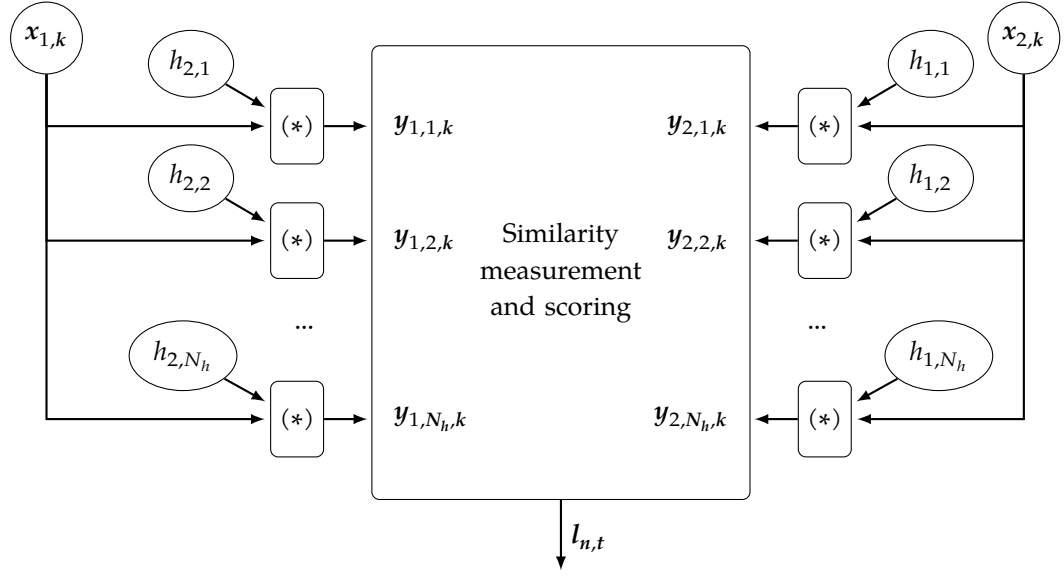 x1,k
x2,k
h2,1
h1,1
(*)
y1,1,k
y2,1,k
(*)
h2,2
h1,2
(*)
y1,2,k
Similarity
measurement
and scoring
y2,2,k
(*)
...
...
h2,Nh
h1,Nh
(*)
y1,Nh,k
y2,Nh,k
(*)
ln,t